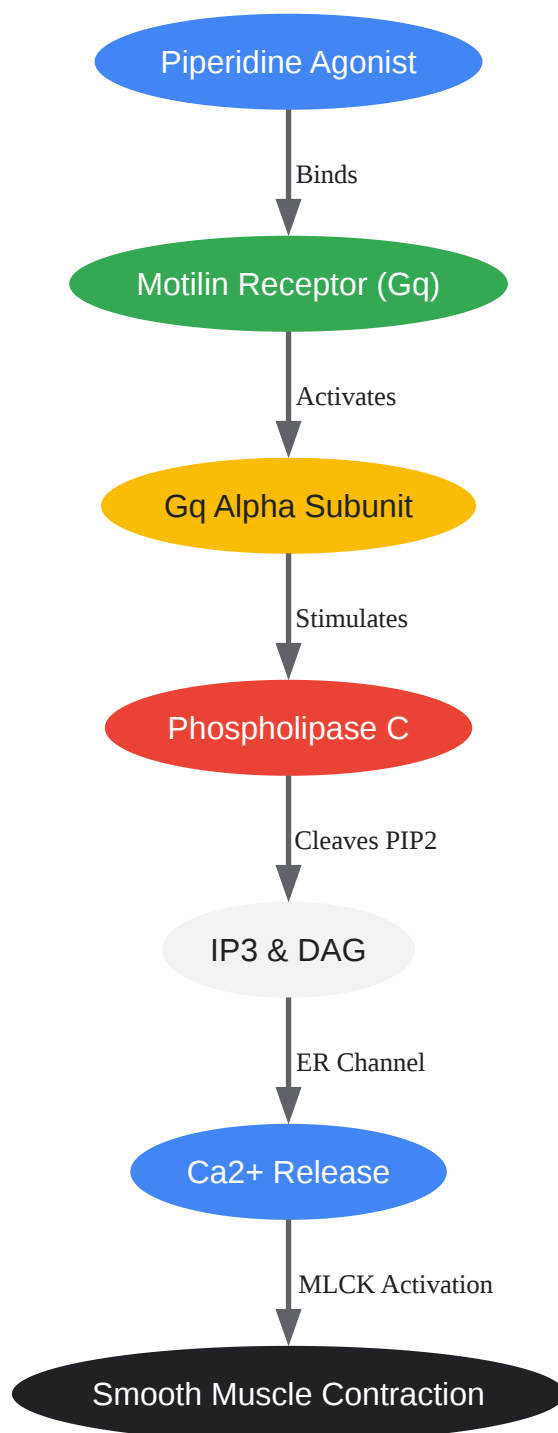 Piperidine Agonist
Binds
Motilin Receptor (Gq)
Activates
Gq Alpha Subunit
Stimulates
Phospholipase C
Cleaves PIP2
IP3 & DAG
ER Channel
Ca2+ Release
MLCK Activation
Smooth Muscle Contraction